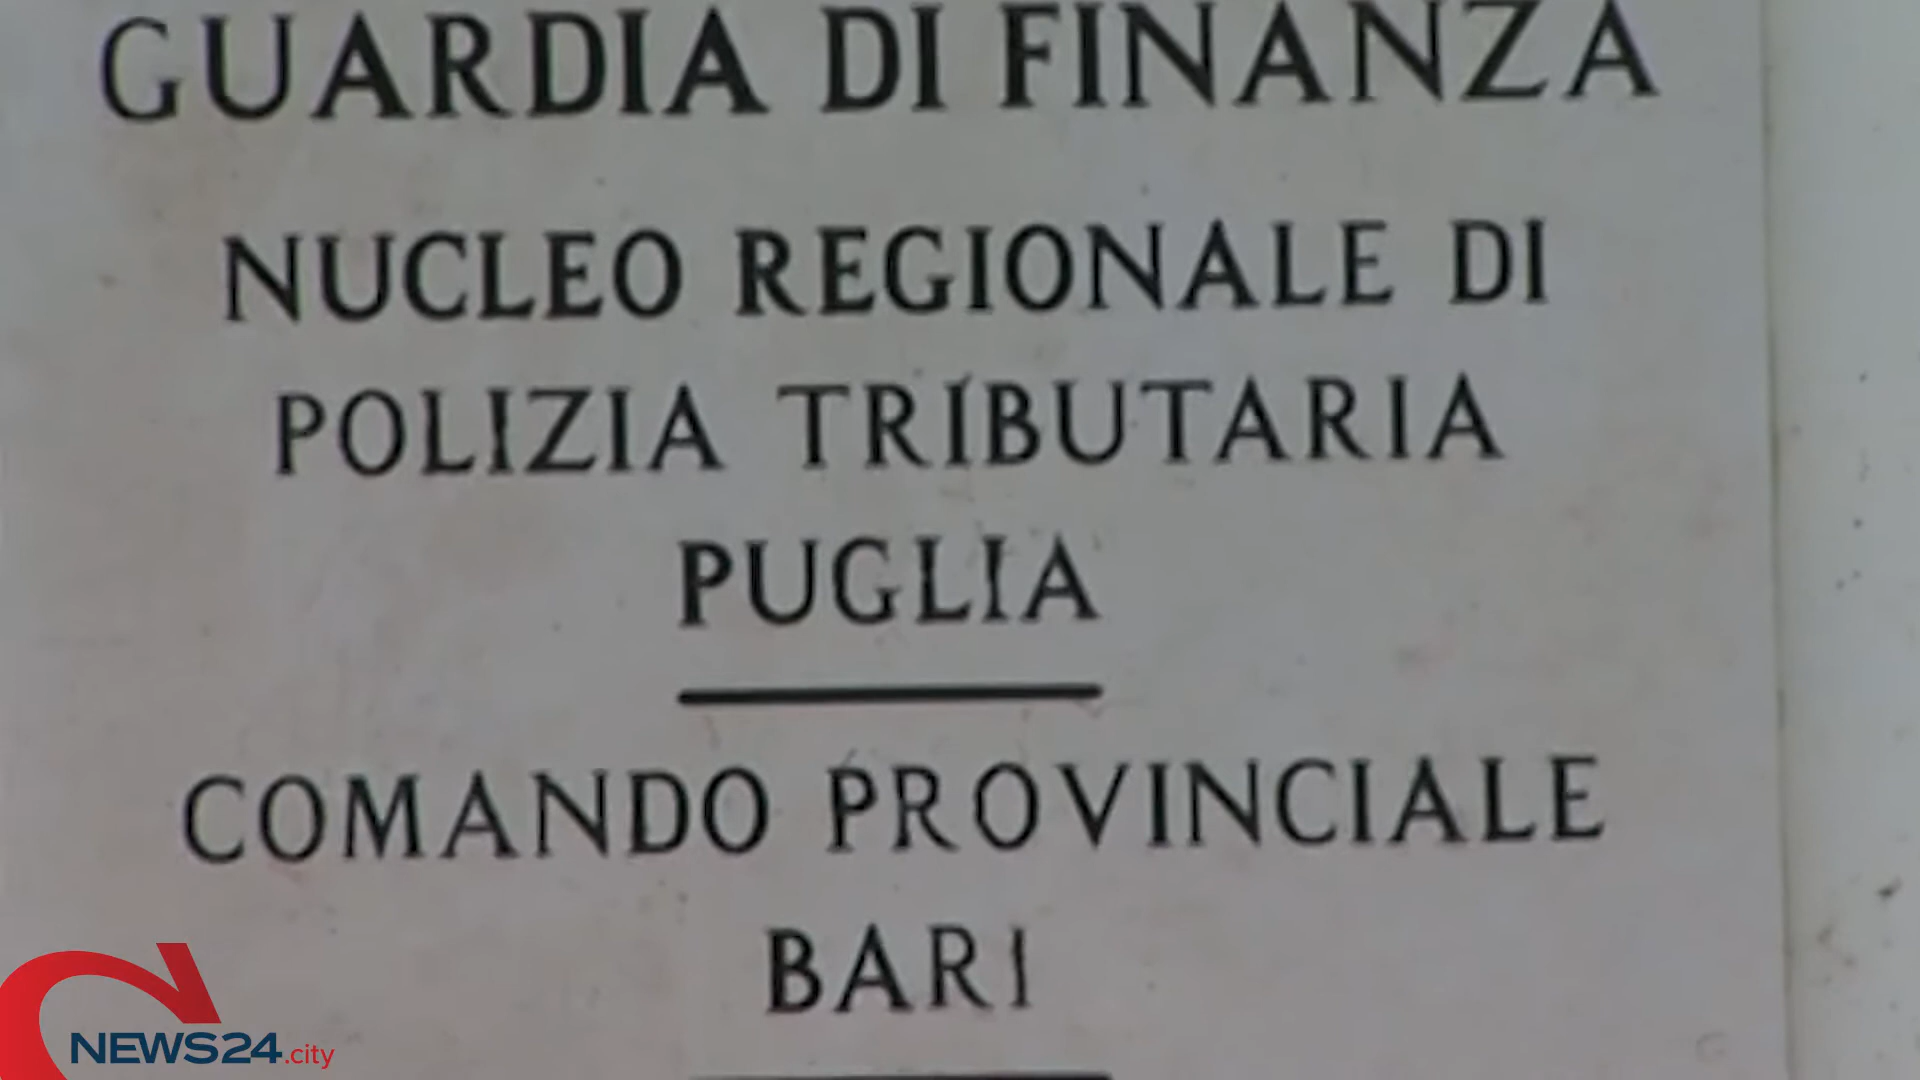 GUARDIA DI FINANZA
NUCLEO REGIONALE DI
POLIZIA TRIBUTARIA
PUGLIA
COMANDO PROVINCIALE
BARI
NEWS24.city